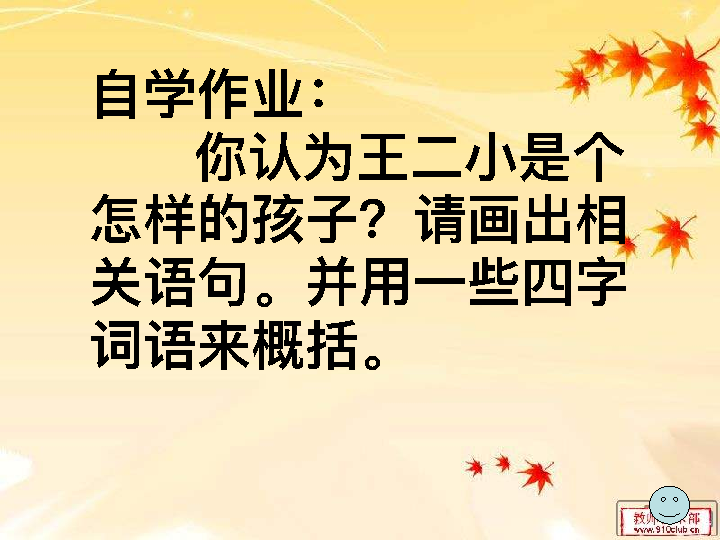 自学作业：
你认为王二小是个
怎样的孩子？请画出相
关语句。并用一些四字
词语来概括。
教师 部
www.910club.cn